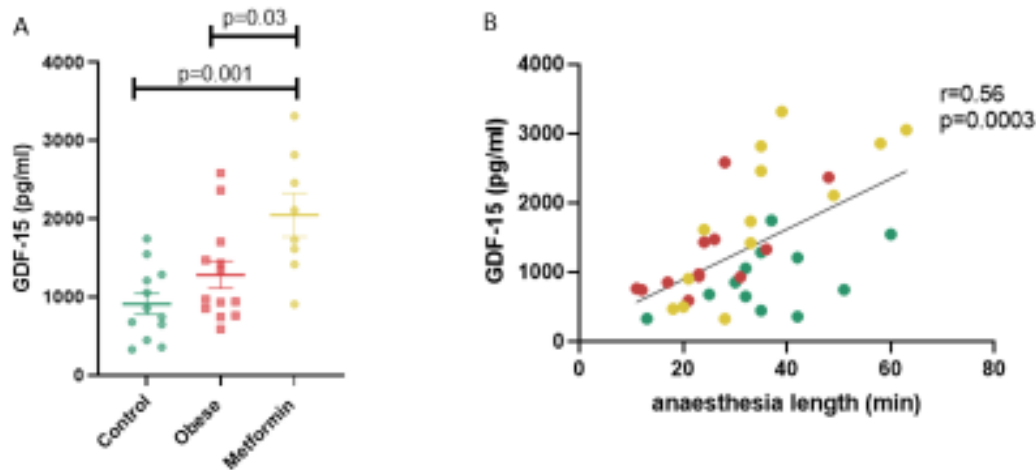 A
p=0.03
p=0.001
4000
3000
2000
1000
0
GDF-15 (pg/ml)
Control
Obese
Metformin
B
r=0.56
p=0.0003
4000
3000
2000
1000
0
GDF-15 (pg/ml)
0 20 40 60 80
anaesthesia length (min)